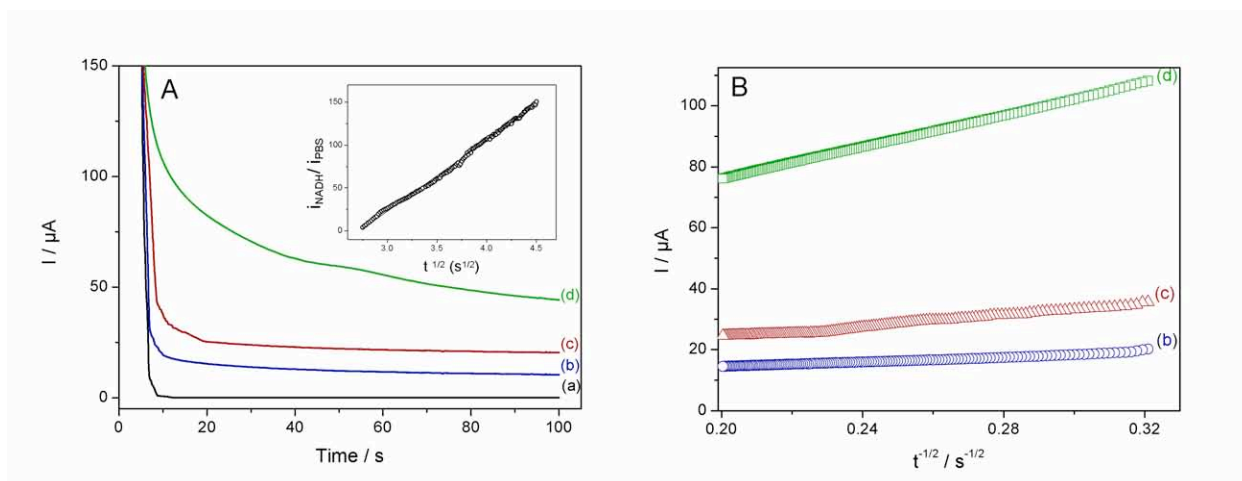 A
150
100
50
0
I / µA
0 20 40 60 80 100
Time / s
(d)
(c)
(b)
(a)
150
100
50
0
i_NADH / i_PBS
3.0 3.5 4.0 4.5
t ^1/2 (s^1/2)
B
100
80
60
40
20
0
I / µA
0.20 0.24 0.28 0.32
t^-1/2 / s^-1/2
(d)
(c)
(b)